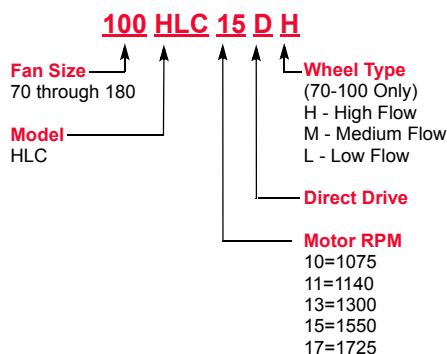 100 HLC 15 D H
Fan Size
70 through 180
Model
HLC
Wheel Type
(70-100 Only)
H - High Flow
M - Medium Flow
L - Low Flow
Direct Drive
Motor RPM
10=1075
11=1140
13=1300
15=1550
17=1725